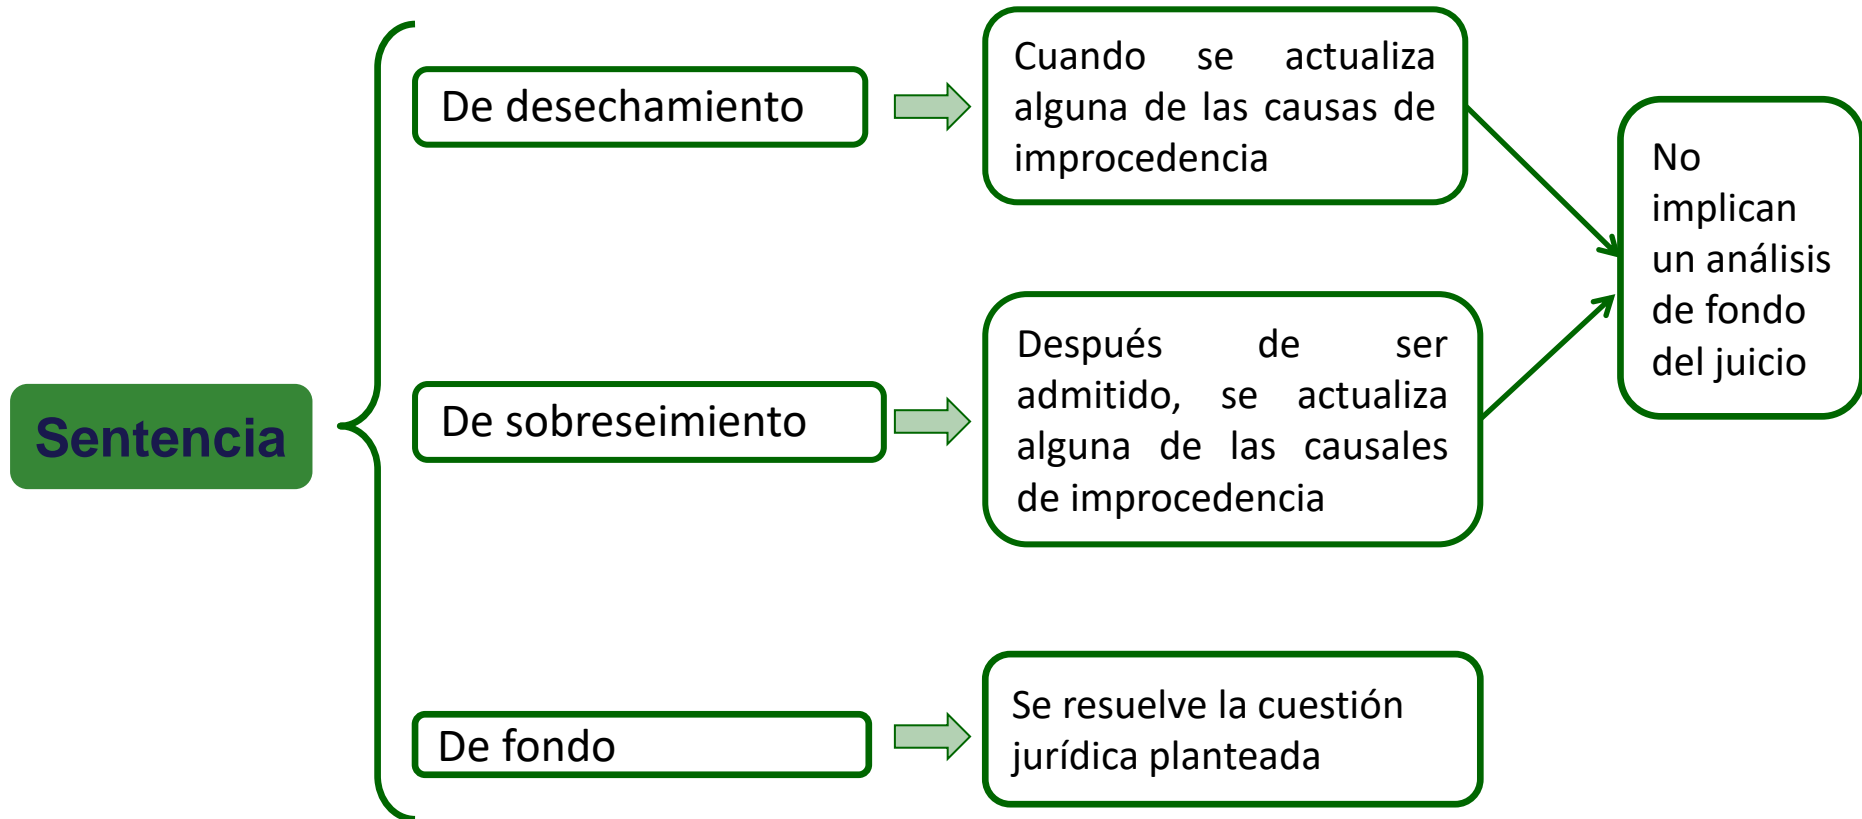 Sentencia
De desechamiento
Cuando se actualiza
alguna de las causas de
improcedencia
No
implican
un análisis
de fondo
del juicio
De sobreseimiento
Después de ser
admitido, se actualiza
alguna de las causales
de improcedencia
De fondo
Se resuelve la cuestión
jurídica planteada